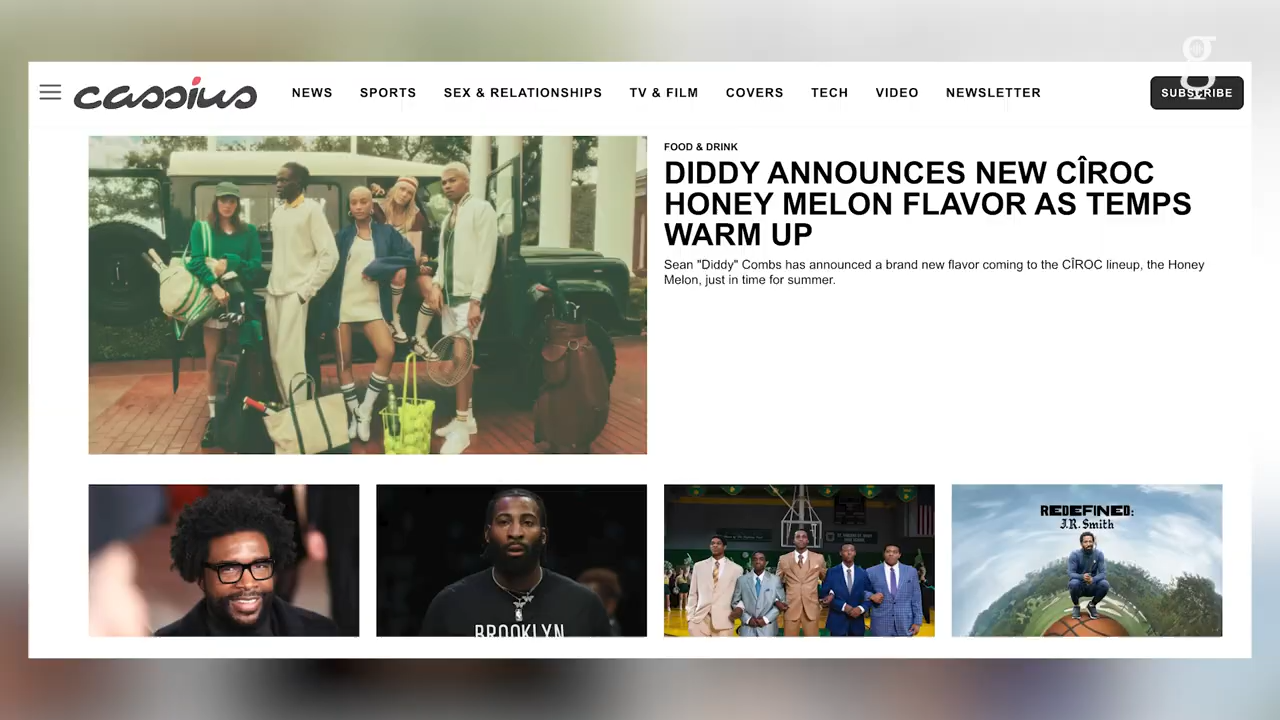 cassius
NEWS
SPORTS
SEX & RELATIONSHIPS
TV & FILM
COVERS
TECH
VIDEO
NEWSLETTER
SUBSCRIBE
g
FOOD & DRINK
DIDDY ANNOUNCES NEW CÎROC
HONEY MELON FLAVOR AS TEMPS
WARM UP
Sean "Diddy" Combs has announced a brand new flavor coming to the CÎROC lineup, the Honey
Melon, just in time for summer.
BROOKLYN
REDEFINED:
J.R. Smith